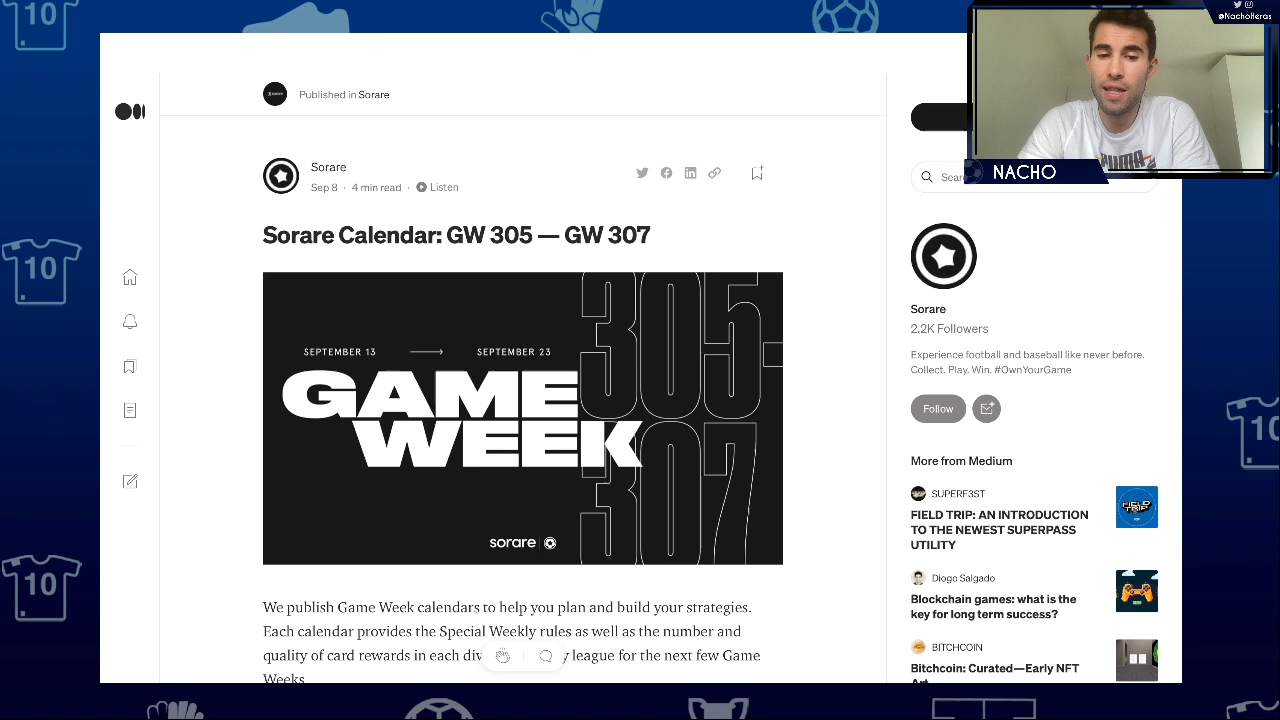 @NachoHeras
Published in Sorare
Sorare
Sep 8 · 4 min read · Listen
Sorare Calendar: GW 305 — GW 307
SEPTEMBER 13 → SEPTEMBER 23
GAME
WEEK
305-
307
sorare
We publish Game Week calendars to help you plan and build your strategies.
Each calendar provides the Special Weekly rules as well as the number and
quality of card rewards in league for the next few Game
Weeks
PUMA
NACHO
Sorare
2.2K Followers
Experience football and baseball like never before.
Collect. Play. Win. #OwnYourGame
Follow
More from Medium
SUPERF3ST
FIELD TRIP: AN INTRODUCTION
TO THE NEWEST SUPERPASS
UTILITY
FIELD
TRIP
Diogo Salgado
Blockchain games: what is the
key for long term success?
BITCHCOIN
Bitchcoin: Curated—Early NFT
10
10
10
10